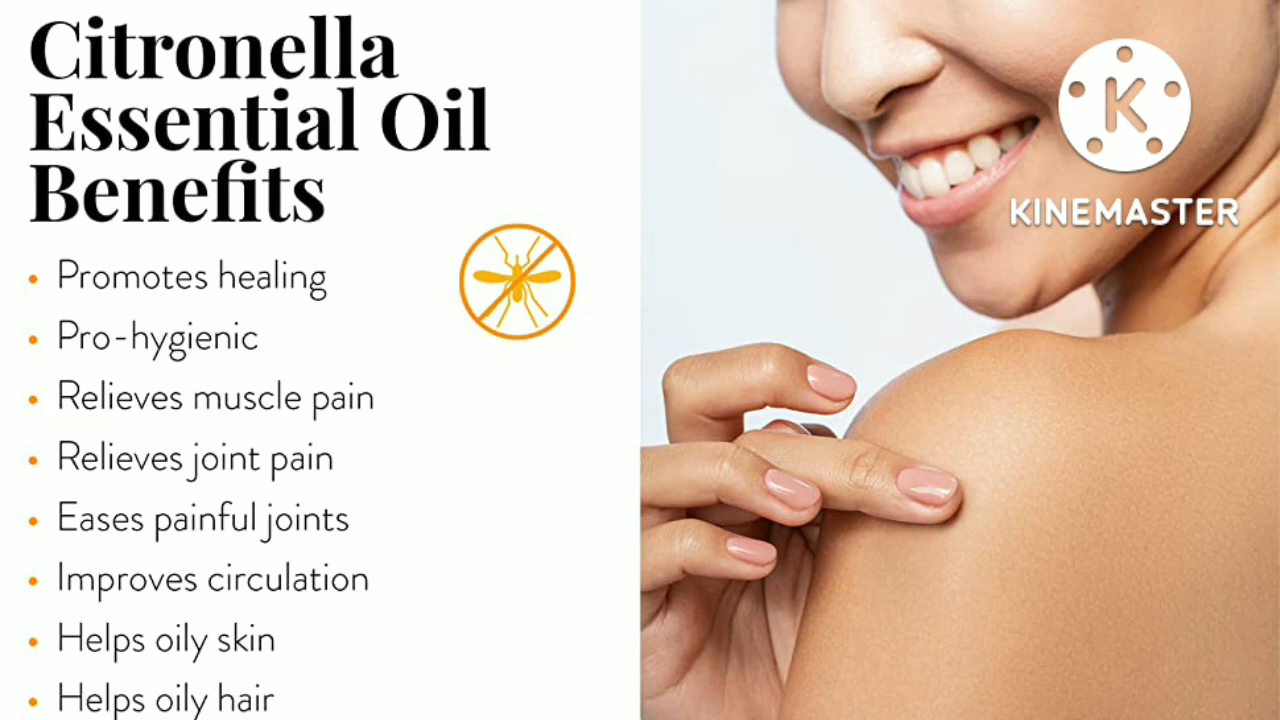 Citronella
Essential Oil
Benefits
• Promotes healing
• Pro-hygienic
• Relieves muscle pain
• Relieves joint pain
• Eases painful joints
• Improves circulation
• Helps oily skin
• Helps oily hair
K
KINEMASTER